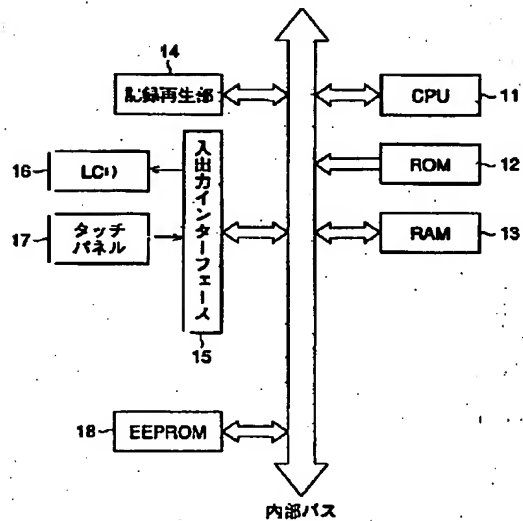 14
記録再生部
CPU
11
入出力インターフェース
16
LCD
ROM
12
17
タッチ
パネル
RAM
13
15
18
EEPROM
内部バス